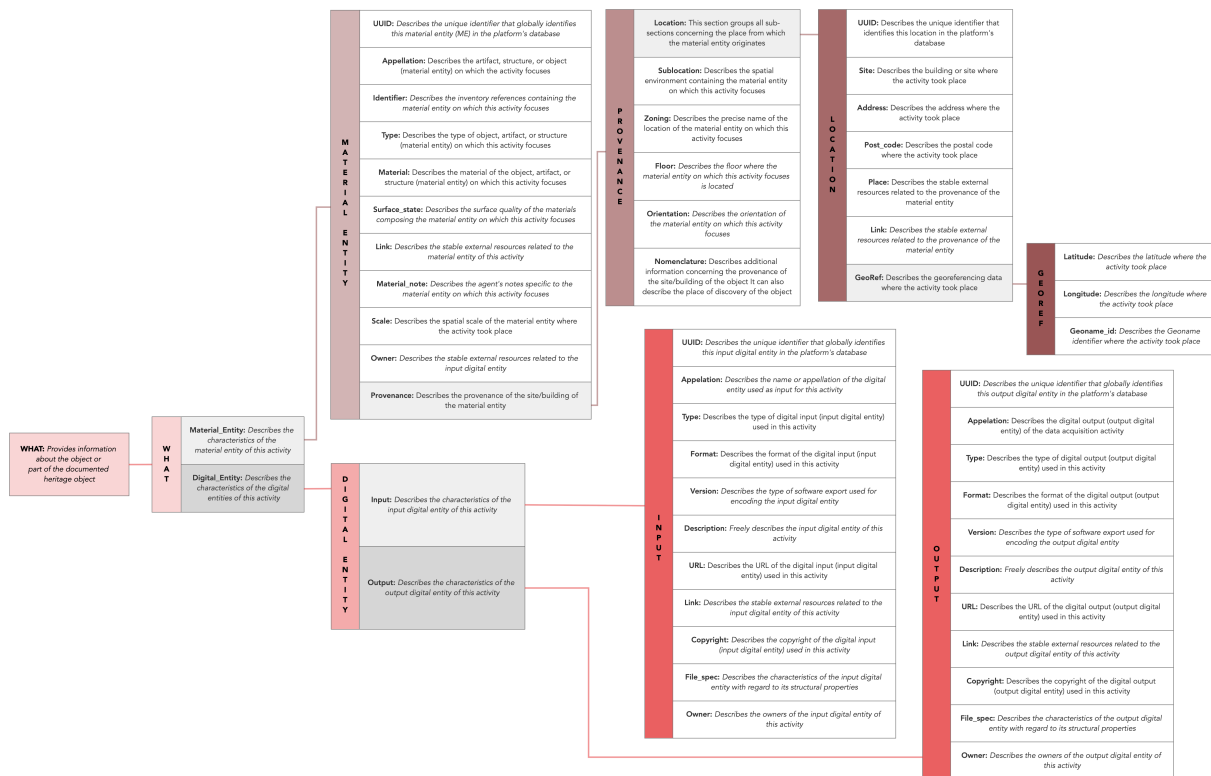 WHAT: Provides information
about the object or
part of the documented
heritage object
WHAT
Material_Entity: Describes the
characteristics of the
material entity of this activity
Digital_Entity: Describes the
characteristics of the digital
entities of this activity
MATERIAL ENTITY
UUID: Describes the unique identifier that globally identifies
this material entity (ME) in the platform's database
Appellation: Describes the artifact, structure, or object
(material entity) on which the activity focuses
Identifier: Describes the inventory references containing the
material entity on which this activity focuses
Type: Describes the type of object, artifact, or structure
(material entity) on which this activity focuses
Material: Describes the material of the object, artifact, or
structure (material entity) on which this activity focuses
Surface_state: Describes the surface quality of the materials
composing the material entity on which this activity focuses
Link: Describes the stable external resources related to the
material entity of this activity
Material_note: Describes the agent's notes specific to the
material entity on which this activity focuses
Scale: Describes the spatial scale of the material entity where
the activity took place
Owner: Describes the stable external resources related to the
input digital entity
Provenance: Describes the provenance of the site/building of
the material entity
PROVENANCE
Location: This section groups all sub-
sections concerning the place from which
the material entity originates
Sublocation: Describes the spatial
environment containing the material entity
on which this activity focuses
Zoning: Describes the precise name of the
location of the material entity on which this
activity focuses
Floor: Describes the floor where the
material entity on which this activity focuses
is located
Orientation: Describes the orientation of
the material entity on which this activity
focuses
Nomenclature: Describes additional
information concerning the provenance of
the site/building of the object It can also
describe the place of discovery of the object
LOCATION
UUID: Describes the unique identifier that
identifies this location in the platform's
database
Site: Describes the building or site where
the activity took place
Address: Describes the address where the
activity took place
Post_code: Describes the postal code
where the activity took place
Place: Describes the stable external
resources related to the provenance of the
material entity
Link: Describes the stable external
resources related to the provenance of the
material entity
GeoRef: Describes the georeferencing data
where the activity took place
GEOREF
Latitude: Describes the latitude where the
activity took place
Longitude: Describes the longitude where
the activity took place
Geoname_id: Describes the Geoname
identifier where the activity took place
DIGITAL ENTITY
Input: Describes the characteristics of the
input digital entity of this activity
Output: Describes the characteristics of the
output digital entity of this activity
INPUT
UUID: Describes the unique identifier that globally identifies
this input digital entity in the platform's database
Appelation: Describes the name or appellation of the digital
entity used as input for this activity
Type: Describes the type of digital input (input digital entity)
used in this activity
Format: Describes the format of the digital input (input
digital entity) used in this activity
Version: Describes the type of software export used for
encoding the input digital entity
Description: Freely describes the input digital entity of this
activity
URL: Describes the URL of the digital input (input digital
entity) used in this activity
Link: Describes the stable external resources related to the
input digital entity of this activity
Copyright: Describes the copyright of the digital input
(input digital entity) used in this activity
File_spec: Describes the characteristics of the input digital
entity with regard to its structural properties
Owner: Describes the owners of the input digital entity of
this activity
OUTPUT
UUID: Describes the unique identifier that globally identifies
this output digital entity in the platform's database
Appelation: Describes the digital output (output digital
entity) of the data acquisition activity
Type: Describes the type of digital output (output digital
entity) used in this activity
Format: Describes the format of the digital output (output
digital entity) used in this activity
Version: Describes the type of software export used for
encoding the output digital entity
Description: Freely describes the output digital entity of this
activity
URL: Describes the URL of the digital output (output digital
entity) used in this activity
Link: Describes the stable external resources related to the
output digital entity of this activity
Copyright: Describes the copyright of the digital output
(output digital entity) used in this activity
File_spec: Describes the characteristics of the output digital
entity with regard to its structural properties
Owner: Describes the owners of the output digital entity of
this activity